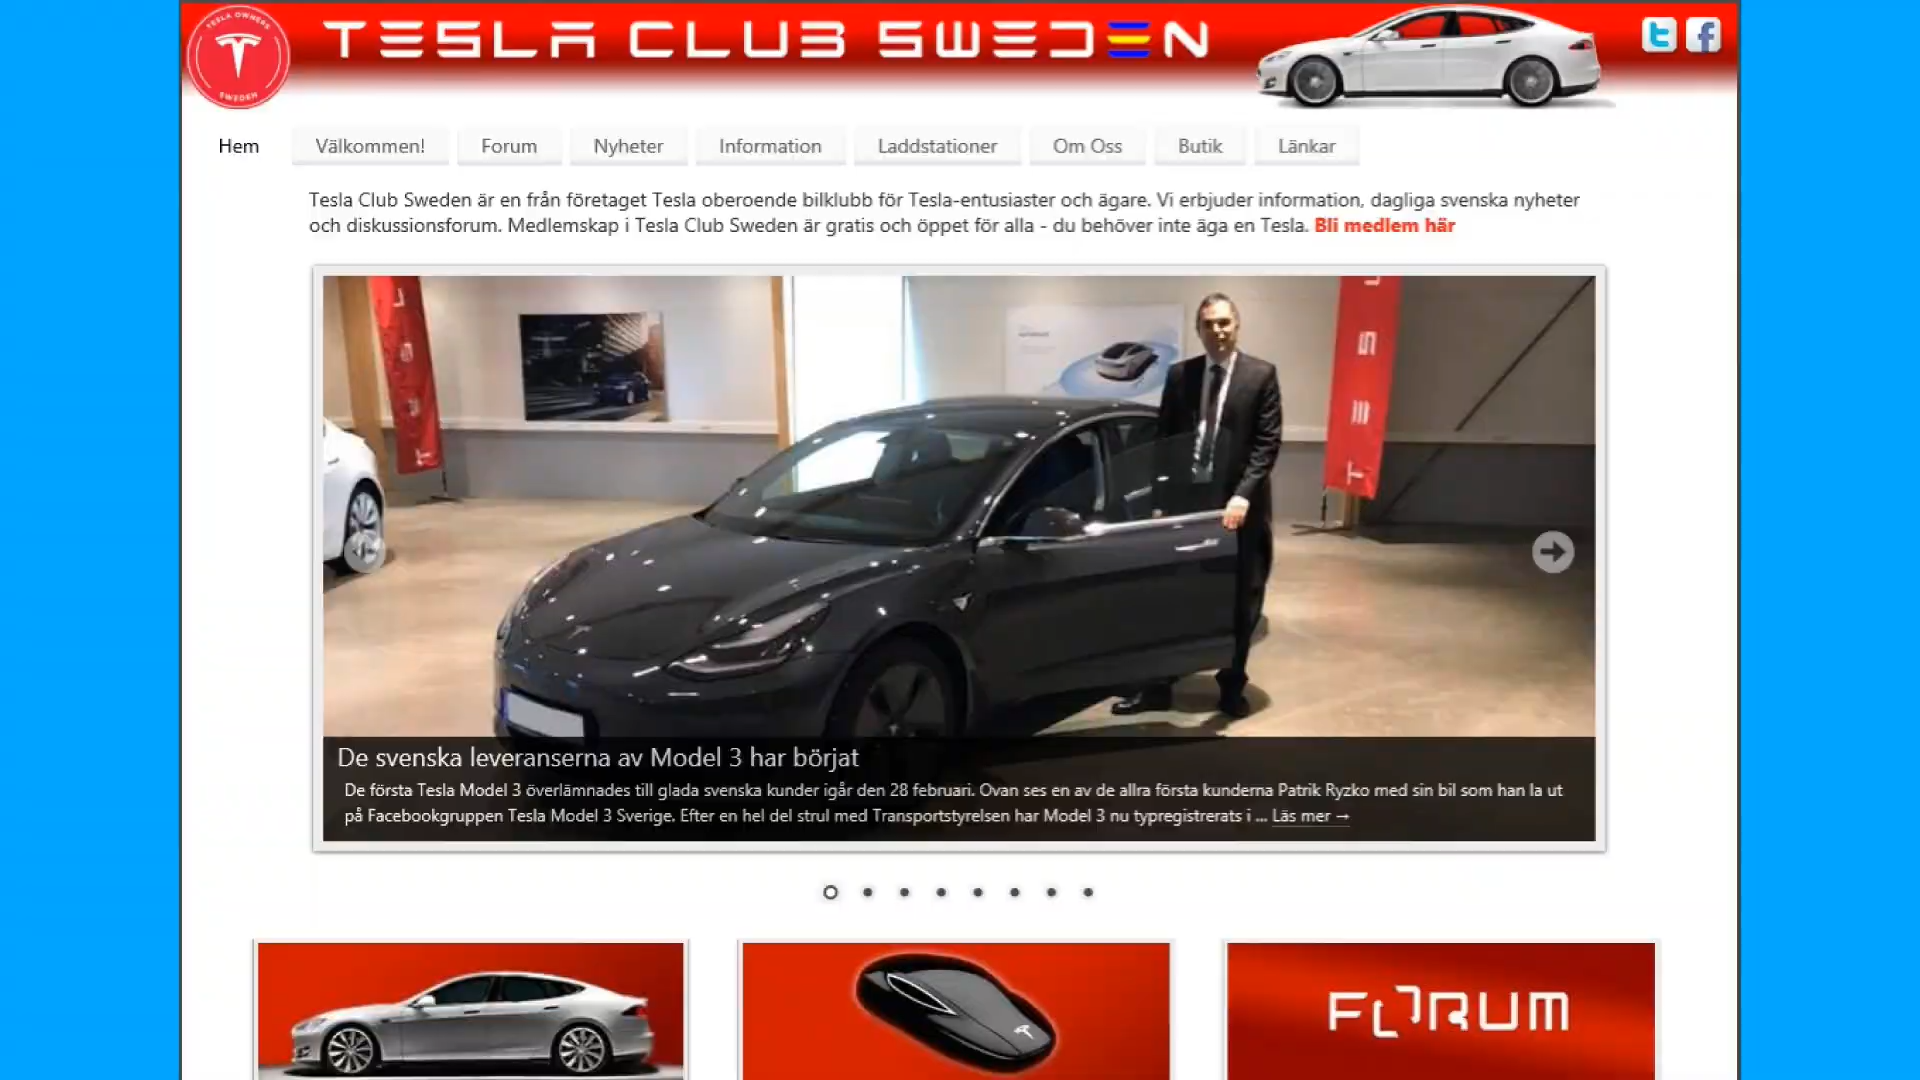 TESLA OWNERS
SWEDEN
TESLA CLUB SWEDEN
Hem
Välkommen!
Forum
Nyheter
Information
Laddstationer
Om Oss
Butik
Länkar
Tesla Club Sweden är en från företaget Tesla oberoende bilklubb för Tesla-entusiaster och ägare. Vi erbjuder information, dagliga svenska nyheter
och diskussionsforum. Medlemskap i Tesla Club Sweden är gratis och öppet för alla - du behöver inte äga en Tesla. Bli medlem här
De svenska leveranserna av Model 3 har börjat
De första Tesla Model 3 överlämnades till glada svenska kunder igår den 28 februari. Ovan ses en av de allra första kunderna Patrik Ryzko med sin bil som han la ut
på Facebookgruppen Tesla Model 3 Sverige. Efter en hel del strul med Transportstyrelsen har Model 3 nu typregistrerats i ... Läs mer →
FORUM